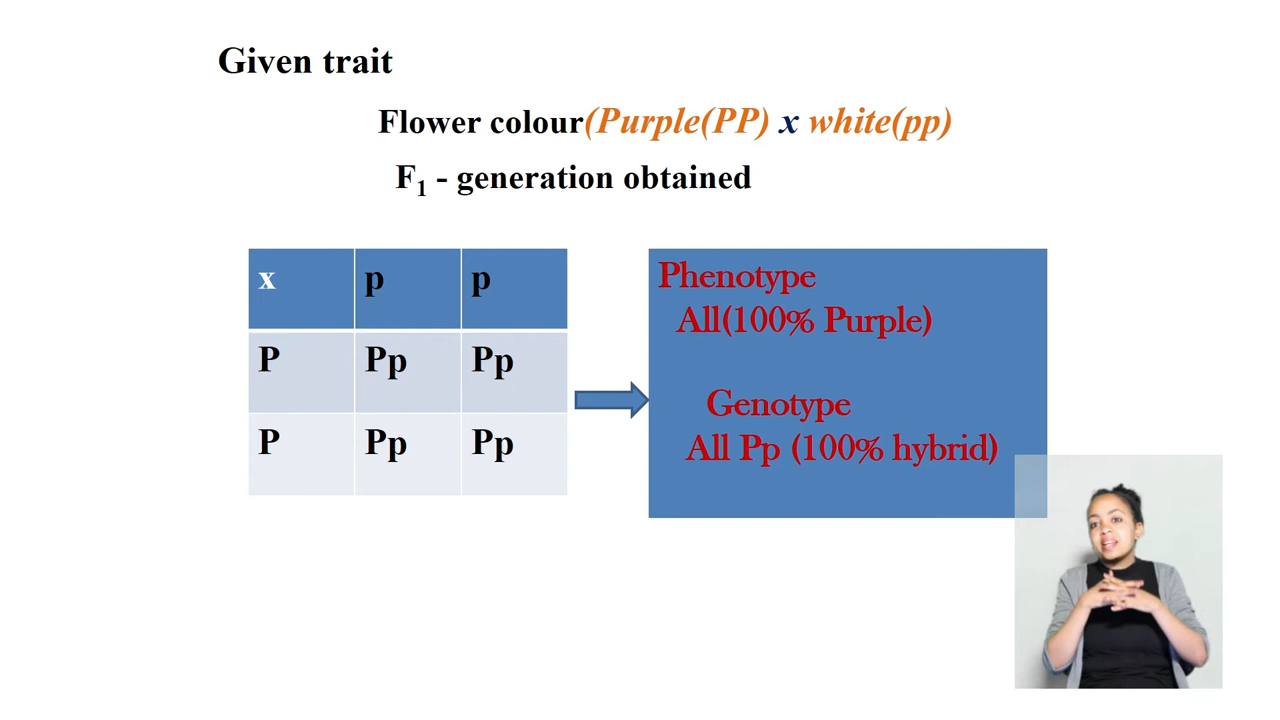 Given trait
Flower colour(Purple(PP) x white(pp)
F₁ - generation obtained
x p p
P Pp Pp
P Pp Pp
Phenotype
All(100% Purple)
Genotype
All Pp (100% hybrid)